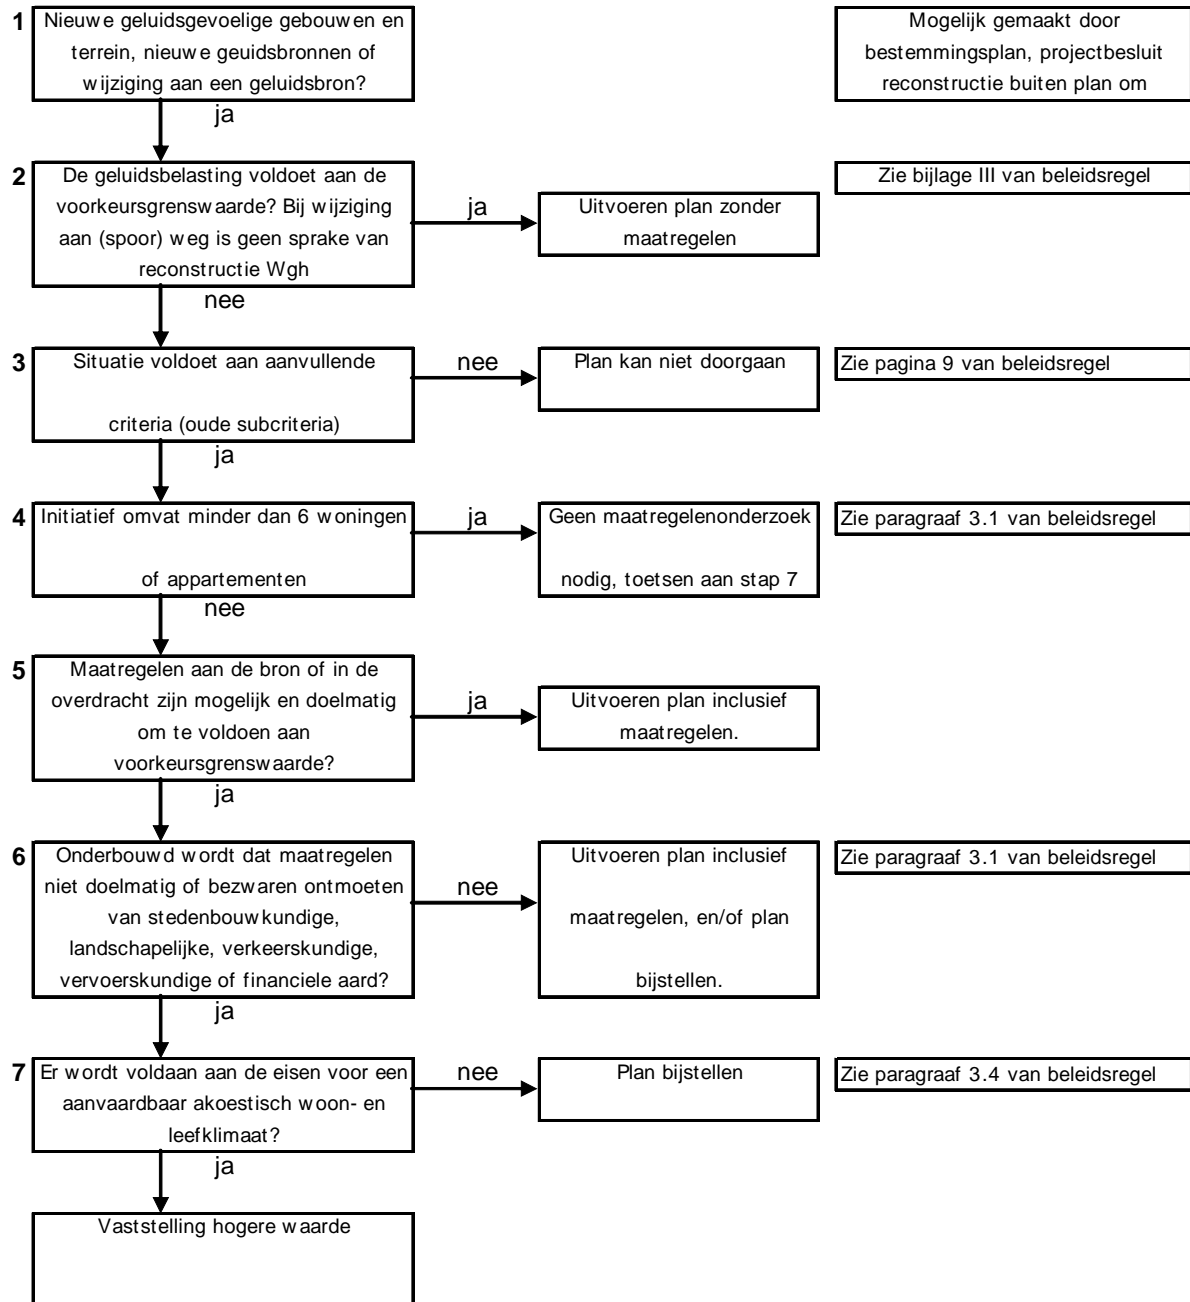 1
Nieuwe geluidsgevoelige gebouwen en
terrein, nieuwe geuidsbronnen of
wijziging aan een geluidsbron?
Mogelijk gemaakt door
bestemmingsplan, projectbesluit
reconstructie buiten plan om
ja
2
De geluidsbelasting voldoet aan de
voorkeursgrenswaarde? Bij wijziging
aan (spoor) weg is geen sprake van
reconstructie Wgh
ja
Uitvoeren plan zonder
maatregelen
Zie bijlage III van beleidsregel
nee
3
Situatie voldoet aan aanvullende
criteria (oude subcriteria)
nee
Plan kan niet doorgaan
Zie pagina 9 van beleidsregel
ja
4
Initiatief omvat minder dan 6 woningen
of appartementen
ja
Geen maatregelenonderzoek
nodig, toetsen aan stap 7
Zie paragraaf 3.1 van beleidsregel
nee
5
Maatregelen aan de bron of in de
overdracht zijn mogelijk en doelmatig
om te voldoen aan
voorkeursgrenswaarde?
ja
Uitvoeren plan inclusief
maatregelen.
ja
6
Onderbouwd wordt dat maatregelen
niet doelmatig of bezwaren ontmoeten
van stedenbouwkundige,
landschapelijke, verkeerskundige,
vervoerskundige of financiele aard?
nee
Uitvoeren plan inclusief
maatregelen, en/of plan
bijstellen.
Zie paragraaf 3.1 van beleidsregel
ja
7
Er wordt voldaan aan de eisen voor een
aanvaardbaar akoestisch woon- en
leefklimaat?
nee
Plan bijstellen
Zie paragraaf 3.4 van beleidsregel
ja
Vaststelling hogere waarde